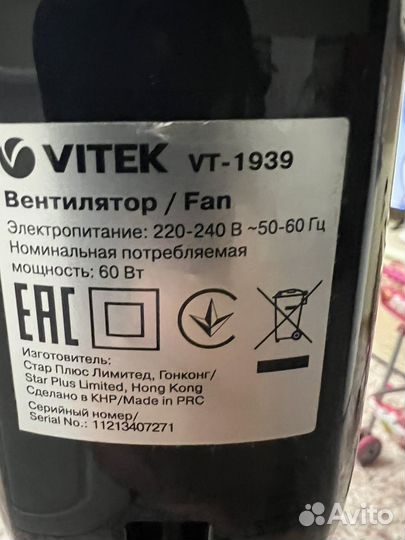 VITEK VT-1939
Вентилятор / Fan
Электропитание: 220-240 В ~50-60 Гц
Номинальная потребляемая
мощность: 60 Вт
EAC
Изготовитель:
Стар Плюс Лимитед, Гонконг/
Star Plus Limited, Hong Kong
Сделано в КНР/Made in PRC
Серийный номер/
Serial No.: 11213407271
Avito